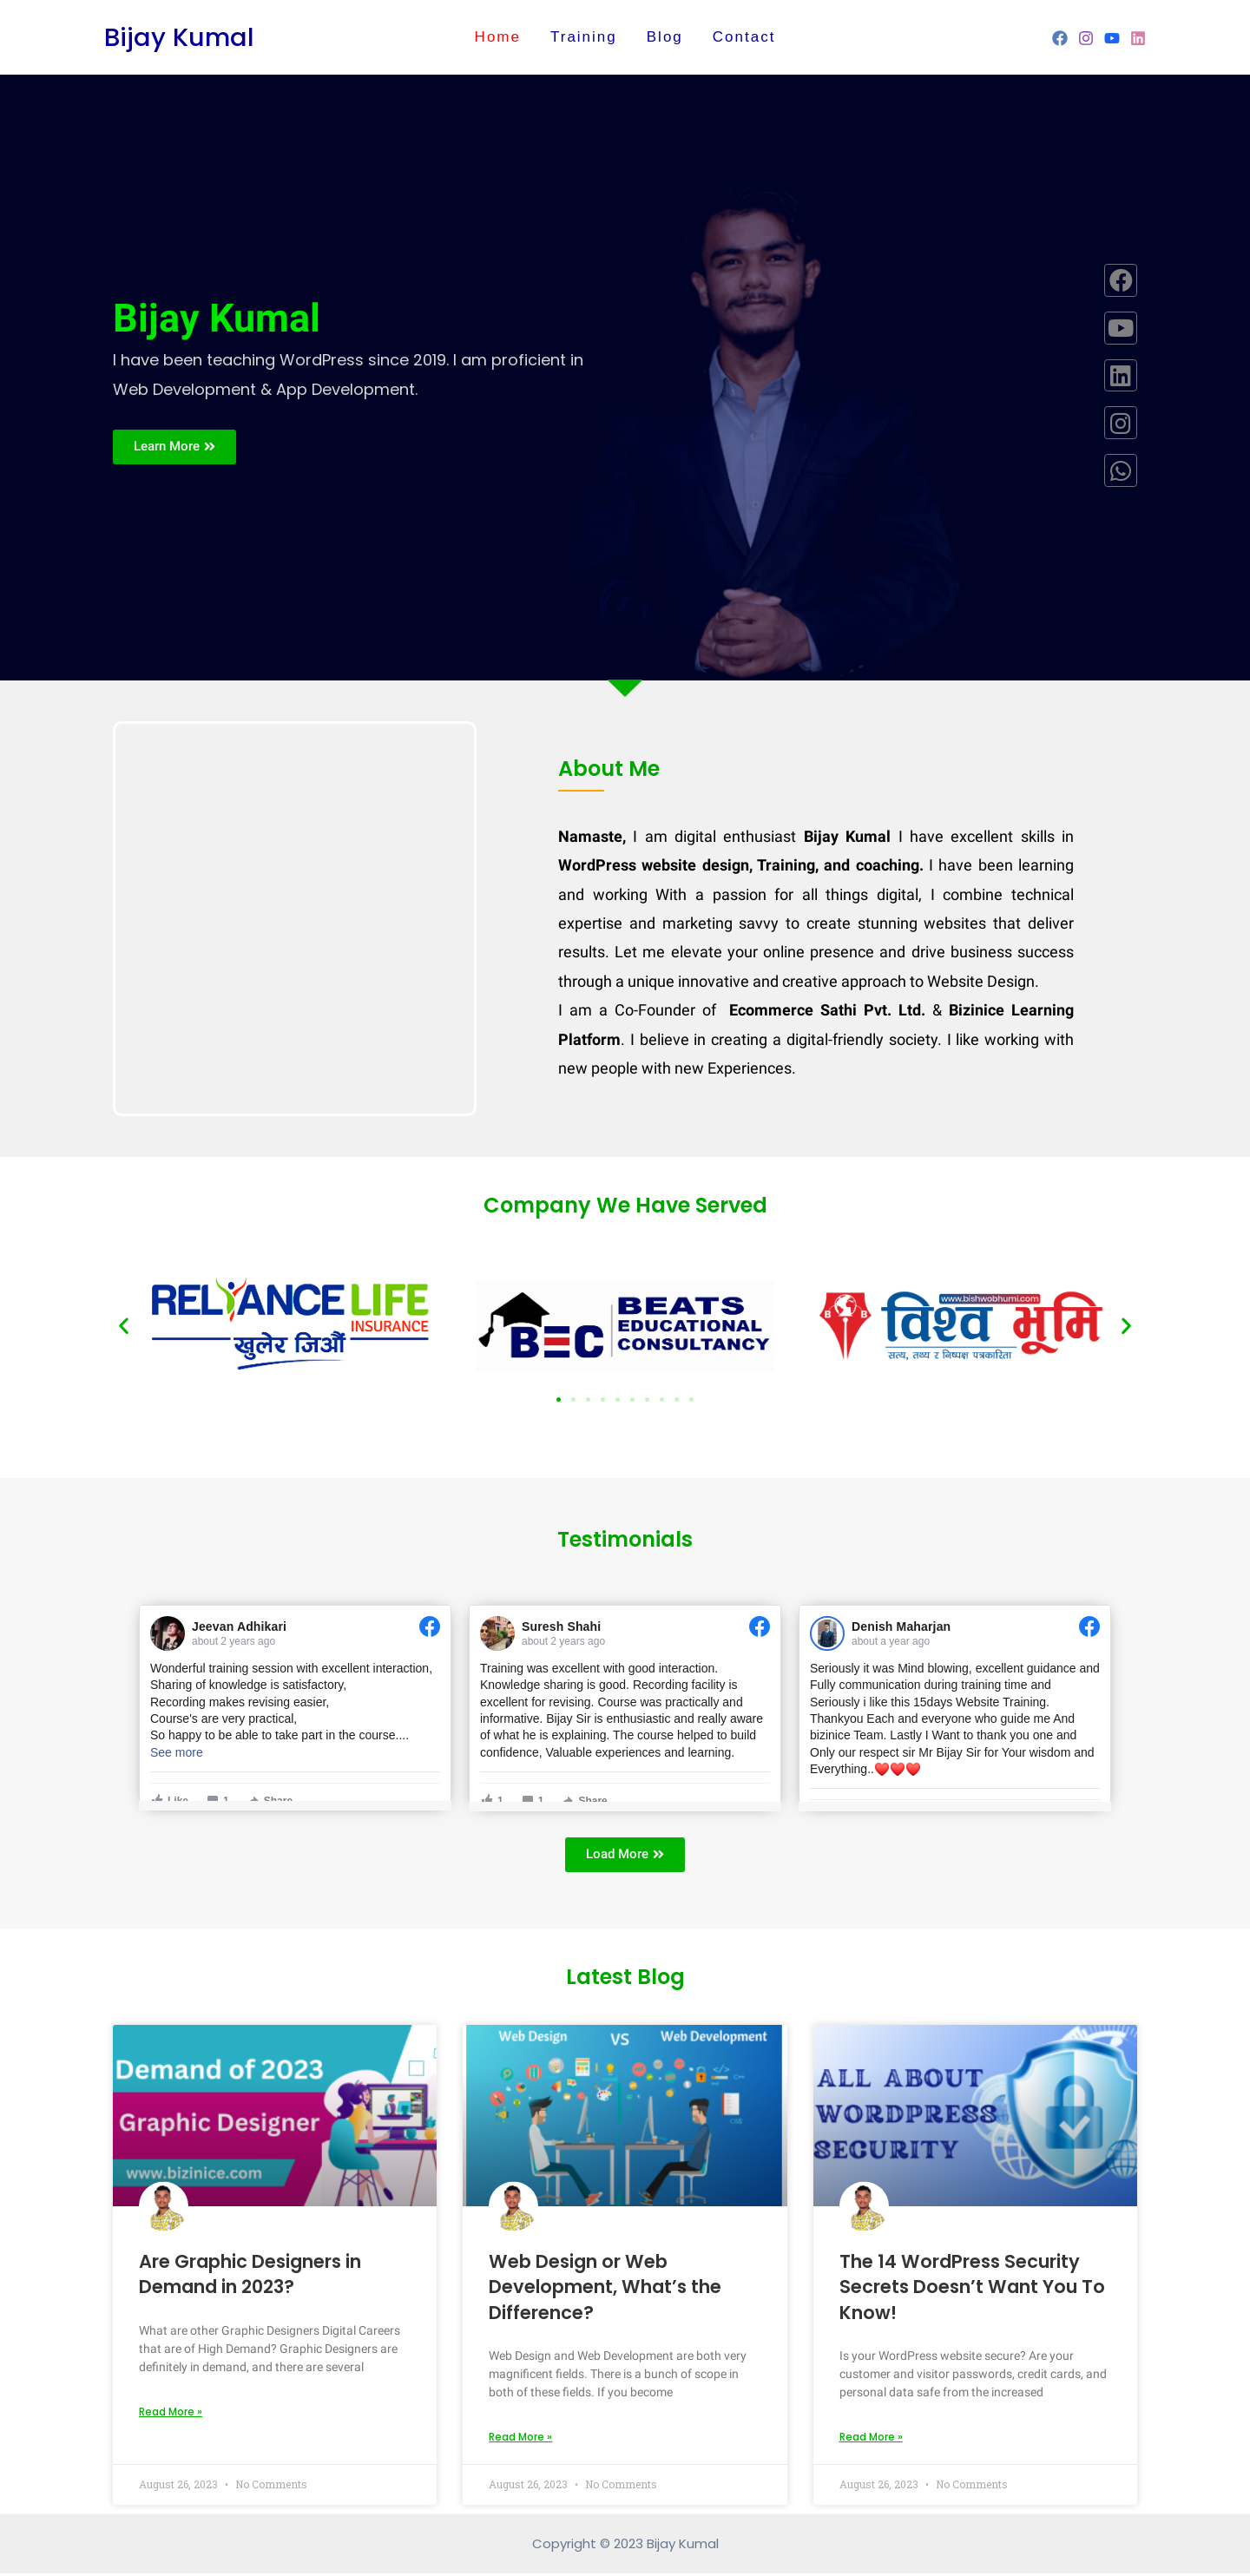 Bijay Kumal
Home Training Blog Contact
Bijay Kumal
I have been teaching WordPress since 2019. I am proficient in
Web Development & App Development.
Learn More
About Me
Namaste, I am digital enthusiast Bijay Kumal I have excellent skills in
WordPress website design, Training, and coaching. I have been learning
and working With a passion for all things digital, I combine technical
expertise and marketing savvy to create stunning websites that deliver
results. Let me elevate your online presence and drive business success
through a unique innovative and creative approach to Website Design.
I am a Co-Founder of Ecommerce Sathi Pvt. Ltd. & Bizinice Learning
Platform. I believe in creating a digital-friendly society. I like working with
new people with new Experiences.
Company We Have Served
RELIANCE LIFE
INSURANCE
खुलेर जिऔं
BEC
BEATS
EDUCATIONAL
CONSULTANCY
B B
www.bishwobhumi.com
विश्व भूमि
सत्य, तथ्य र निष्पक्ष पत्रकारिता
Testimonials
Jeevan Adhikari
about 2 years ago
Wonderful training session with excellent interaction,
Sharing of knowledge is satisfactory,
Recording makes revising easier,
Course's are very practical,
So happy to be able to take part in the course....
See more
Like 1 Share
Suresh Shahi
about 2 years ago
Training was excellent with good interaction.
Knowledge sharing is good. Recording facility is
excellent for revising. Course was practically and
informative. Bijay Sir is enthusiastic and really aware
of what he is explaining. The course helped to build
confidence, Valuable experiences and learning.
1 1 Share
Denish Maharjan
about a year ago
Seriously it was Mind blowing, excellent guidance and
Fully communication during training time and
Seriously i like this 15days Website Training.
Thankyou Each and everyone who guide me And
bizinice Team. Lastly I Want to thank you one and
Only our respect sir Mr Bijay Sir for Your wisdom and
Everything..❤️❤️❤️
Load More
Latest Blog
Demand of 2023
Graphic Designer
www.bizinice.com
Are Graphic Designers in
Demand in 2023?
What are other Graphic Designers Digital Careers
that are of High Demand? Graphic Designers are
definitely in demand, and there are several
Read More »
August 26, 2023 • No Comments
Web Design VS Web Development
Web Design or Web
Development, What’s the
Difference?
Web Design and Web Development are both very
magnificent fields. There is a bunch of scope in
both of these fields. If you become
Read More »
August 26, 2023 • No Comments
ALL ABOUT
WORDPRESS
SECURITY
The 14 WordPress Security
Secrets Doesn’t Want You To
Know!
Is your WordPress website secure? Are your
customer and visitor passwords, credit cards, and
personal data safe from the increased
Read More »
August 26, 2023 • No Comments
Copyright © 2023 Bijay Kumal